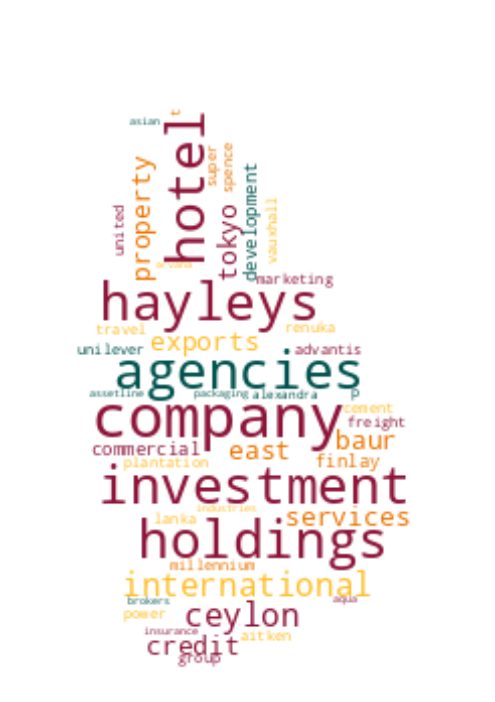 t
asian
hotel
super
spence
property
development
united
tokyo
vauxhall
marketing
hayleys
travel
renuka
exports
unilever
advantis
agencies
assetline
packaging
alexandra
p
company
cement
freight
commercial
east
baur
plantation
finlay
investment
industries
lanka
services
holdings
millennium
international
brokers
aqua
power
ceylon
insurance
aitken
credit
group